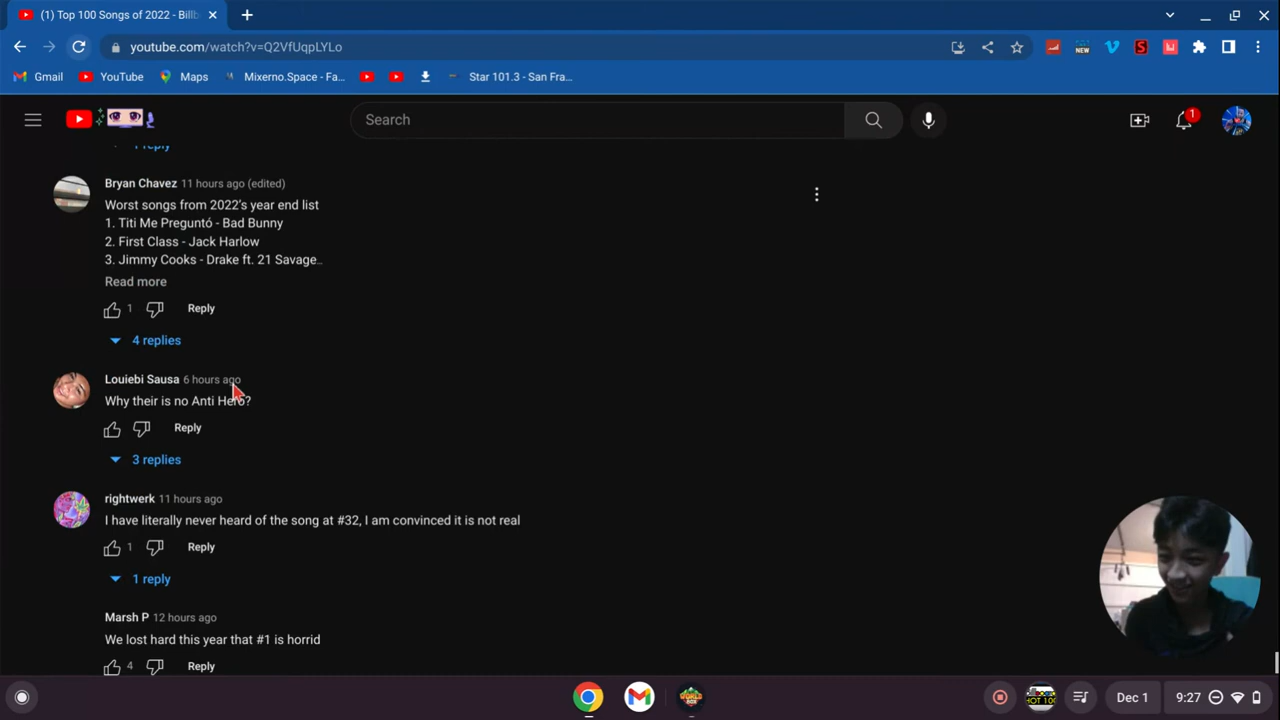 (1) Top 100 Songs of 2022 - Billb
youtube.com/watch?v=Q2VfUqpLYLo
NEW
Gmail YouTube Maps Mixerno.Space - Fa... Star 101.3 - San Fra...
Search
1
1 reply
Bryan Chavez 11 hours ago (edited)
Worst songs from 2022's year end list
1. Titi Me Preguntó - Bad Bunny
2. First Class - Jack Harlow
3. Jimmy Cooks - Drake ft. 21 Savage...
Read more
1 Reply
4 replies
Louiebi Sausa 6 hours ago
Why their is no Anti Hero?
Reply
3 replies
rightwerk 11 hours ago
I have literally never heard of the song at #32, I am convinced it is not real
1 Reply
1 reply
Marsh P 12 hours ago
We lost hard this year that #1 is horrid
4 Reply
WORLD BOX
HOT 100
Dec 1 9:27